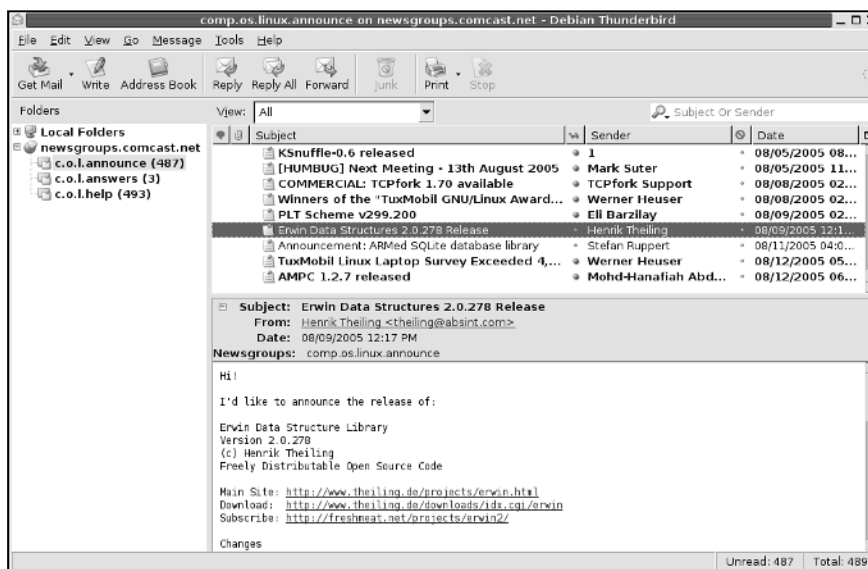 comp.os.linux.announce on newsgroups.comcast.net - Debian Thunderbird
File Edit View Go Message Tools Help
Get Mail Write Address Book Reply Reply All Forward Junk Print Stop
Folders
View: All
Subject Or Sender
Local Folders
newsgroups.comcast.net
c.o.l.announce (487)
c.o.l.answers (3)
c.o.l.help (493)
Subject Sender Date
KSnuffle-0.6 released 1 08/05/2005 08...
[HUMBUG] Next Meeting - 13th August 2005 Mark Suter 08/05/2005 11...
COMMERCIAL: TCPfork 1.70 available TCPfork Support 08/08/2005 02...
Winners of the "TuxMobil GNU/Linux Award... Werner Heuser 08/08/2005 02...
PLT Scheme v299.200 Eli Barzilay 08/09/2005 02...
Erwin Data Structures 2.0.278 Release Henrik Theiling 08/09/2005 12:1...
Announcement: ARMed SQLite database library Stefan Ruppert 08/11/2005 04:0...
TuxMobil Linux Laptop Survey Exceeded 4,... Werner Heuser 08/12/2005 05...
AMPC 1.2.7 released Mohd-Hanafiah Abd... 08/12/2005 06...
Subject: Erwin Data Structures 2.0.278 Release
From: Henrik Theiling <theiling@absint.com>
Date: 08/09/2005 12:17 PM
Newsgroups: comp.os.linux.announce
Hi!
I'd like to announce the release of:
Erwin Data Structure Library
Version 2.0.278
(c) Henrik Theiling
Freely Distributable Open Source Code
Main Site: http://www.theiling.de/projects/erwin.html
Download: http://www.theiling.de/downloads/idx.cgi/erwin
Subscribe: http://freshmeat.net/projects/erwin2/
Changes
Unread: 487 Total: 489